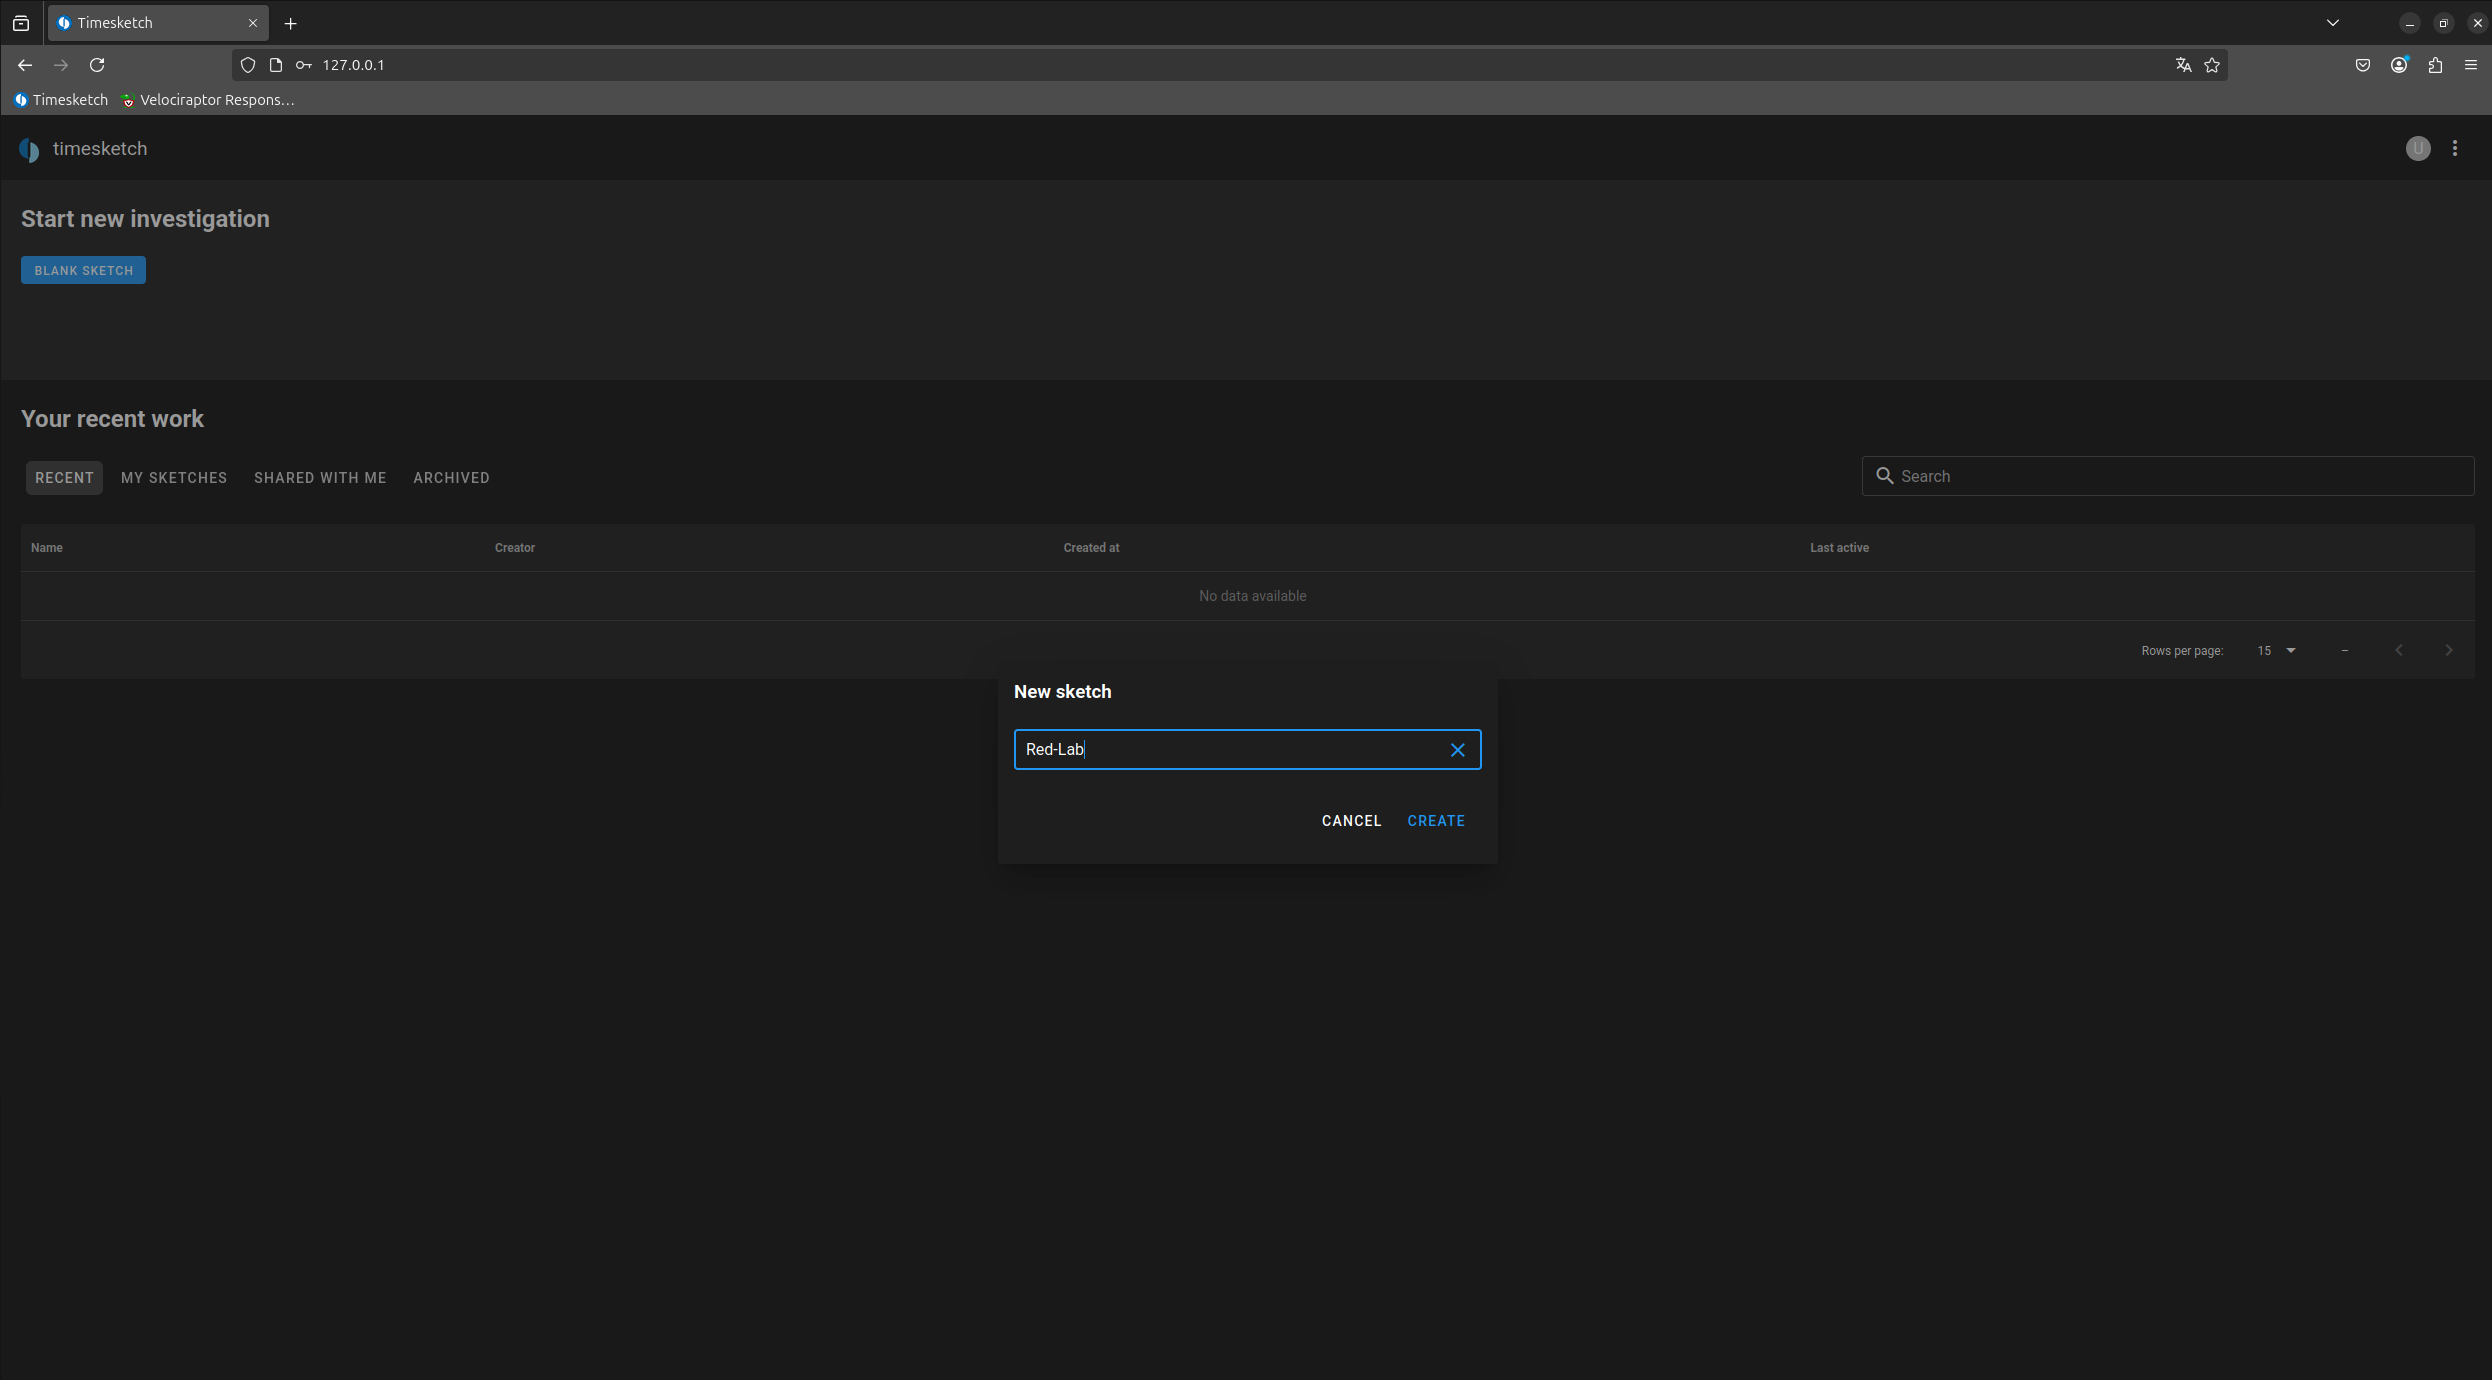 Timesketch
127.0.0.1
Timesketch Velociraptor Respons...
timesketch U
Start new investigation
BLANK SKETCH
Your recent work
RECENT MY SKETCHES SHARED WITH ME ARCHIVED Search
Name Creator Created at Last active
No data available
Rows per page: 15 –
New sketch
Red-Lab
CANCEL CREATE